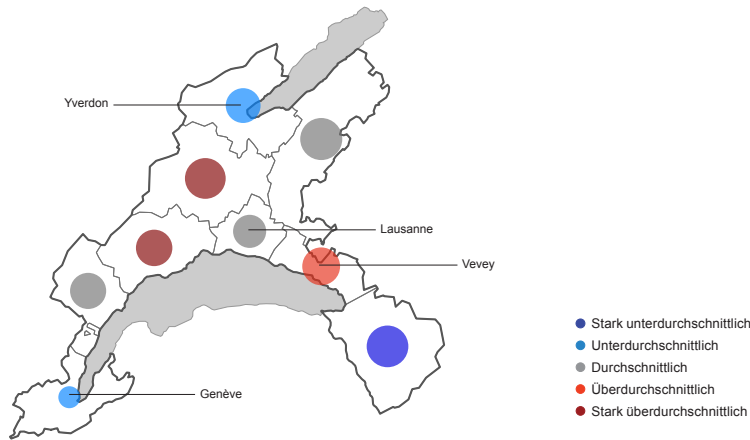 Yverdon
Lausanne
Vevey
Genève
Stark unterdurchschnittlich
Unterdurchschnittlich
Durchschnittlich
Überdurchschnittlich
Stark überdurchschnittlich